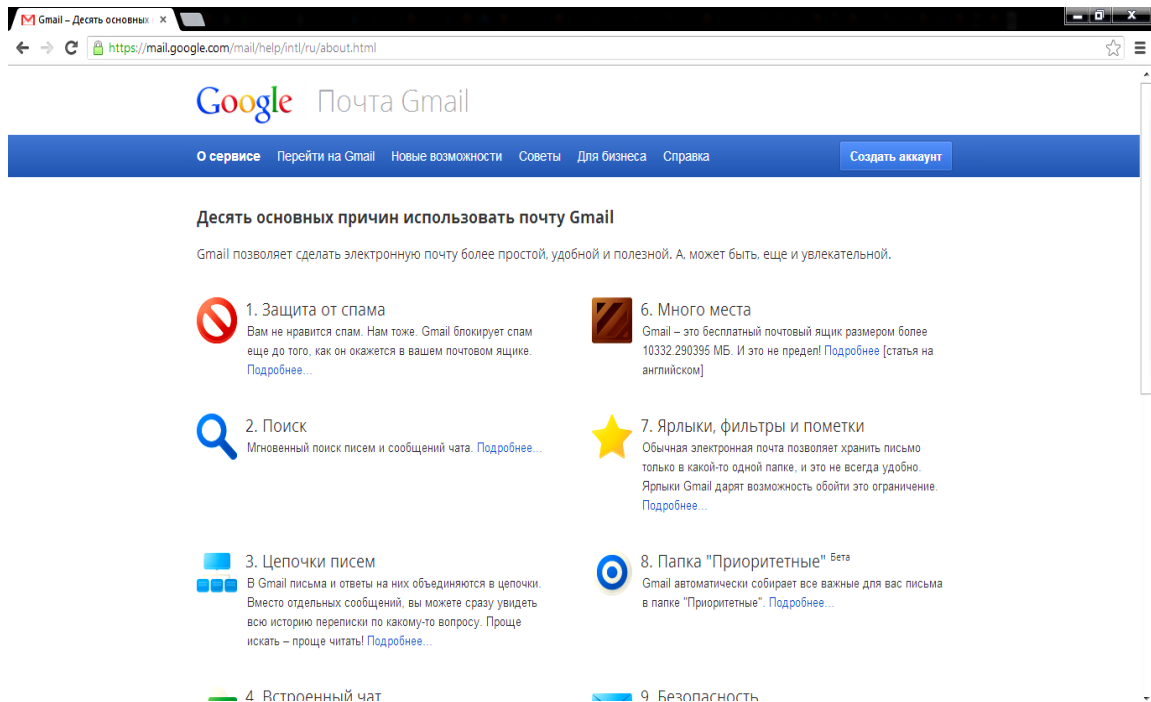 Gmail – Десять основных
https://mail.google.com/mail/help/intl/ru/about.html
Google Почта Gmail
О сервисе Перейти на Gmail Новые возможности Советы Для бизнеса Справка Создать аккаунт
Десять основных причин использовать почту Gmail
Gmail позволяет сделать электронную почту более простой, удобной и полезной. А, может быть, еще и увлекательной.
1. Защита от спама
Вам не нравится спам. Нам тоже. Gmail блокирует спам
еще до того, как он окажется в вашем почтовом ящике.
Подробнее...
2. Поиск
Мгновенный поиск писем и сообщений чата. Подробнее...
3. Цепочки писем
В Gmail письма и ответы на них объединяются в цепочки.
Вместо отдельных сообщений, вы можете сразу увидеть
всю историю переписки по какому-то вопросу. Проще
искать – проще читать! Подробнее...
4. Встроенный чат
6. Много места
Gmail – это бесплатный почтовый ящик размером более
10332.290395 МБ. И это не предел! Подробнее [статья на
английском]
7. Ярлыки, фильтры и пометки
Обычная электронная почта позволяет хранить письмо
только в какой-то одной папке, и это не всегда удобно.
Ярлыки Gmail дарят возможность обойти это ограничение.
Подробнее...
8. Папка "Приоритетные" Бета
Gmail автоматически собирает все важные для вас письма
в папке "Приоритетные". Подробнее...
9. Безопасность